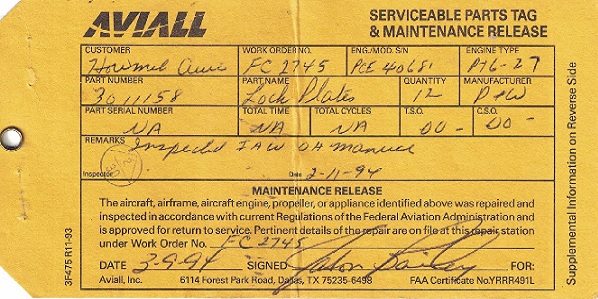 AVIALL
SERVICEABLE PARTS TAG
& MAINTENANCE RELEASE
CUSTOMER WORK ORDER NO. ENG./MOD. S/N ENGINE TYPE
FC 2745 PCE 40681 PT6-27
PART NUMBER PART NAME QUANTITY MANUFACTURER
3011158 Lock Plates 12 P&W
PART SERIAL NUMBER TOTAL TIME TOTAL CYCLES T.S.O. C.S.O.
NA NA NA 00 - 00 -
REMARKS Inspected IAW OH Manual
Inspector Date 2-11-94
MAINTENANCE RELEASE
The aircraft, airframe, aircraft engine, propeller, or appliance identified above was repaired and
inspected in accordance with current Regulations of the Federal Aviation Administration and
is approved for return to service. Pertinent details of the repair are on file at this repair station
under Work Order No. FC 2745
DATE 3-9-94 SIGNED Jason Bailey FOR:
Aviall, Inc. 6114 Forest Park Road, Dallas, TX 75235-6498 FAA Certificate No. YRRR491L
3F475 R11-93
Supplemental Information on Reverse Side